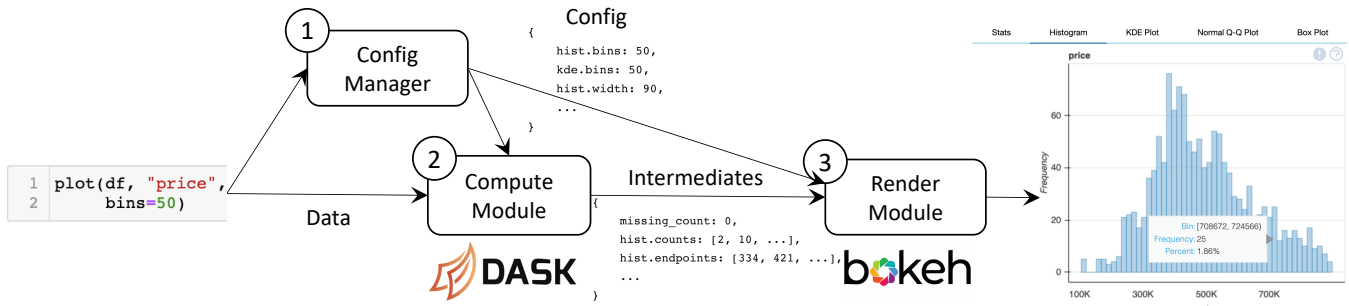 1 plot(df, "price",
2 bins=50)
Data
1
Config
Manager
Config
{
hist.bins: 50,
kde.bins: 50,
hist.width: 90,
...
}
2
Compute
Module
DASK
Intermediates
{
missing_count: 0,
hist.counts: [2, 10, ...],
hist.endpoints: [334, 421, ...],
...
}
3
Render
Module
bokeh
Stats Histogram KDE Plot Normal Q-Q Plot Box Plot
price
! ?
Frequency
60
40
20
0
Bin: [708672, 724566)
Frequency: 25
Percent: 1.86%
100K 300K 500K 700K